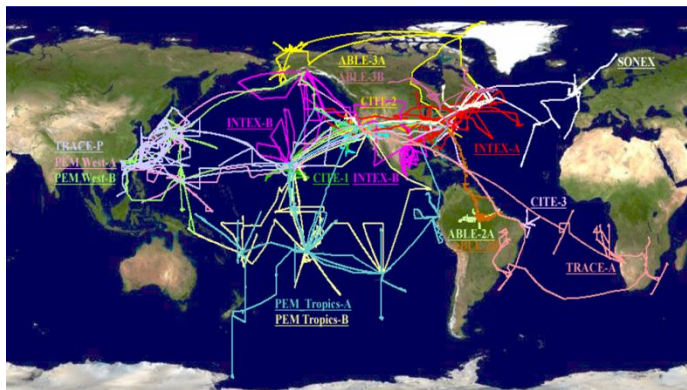 SONEX
ABLE-3A
ABLE-3B
CITE-2
INTEX-B
INTEX-A
TRACE-P
PEM West-A
PEM West-B
CITE-1
INTEX-B
CITE-3
ABLE-2A
TRACE-A
PEM Tropics-A
PEM Tropics-B